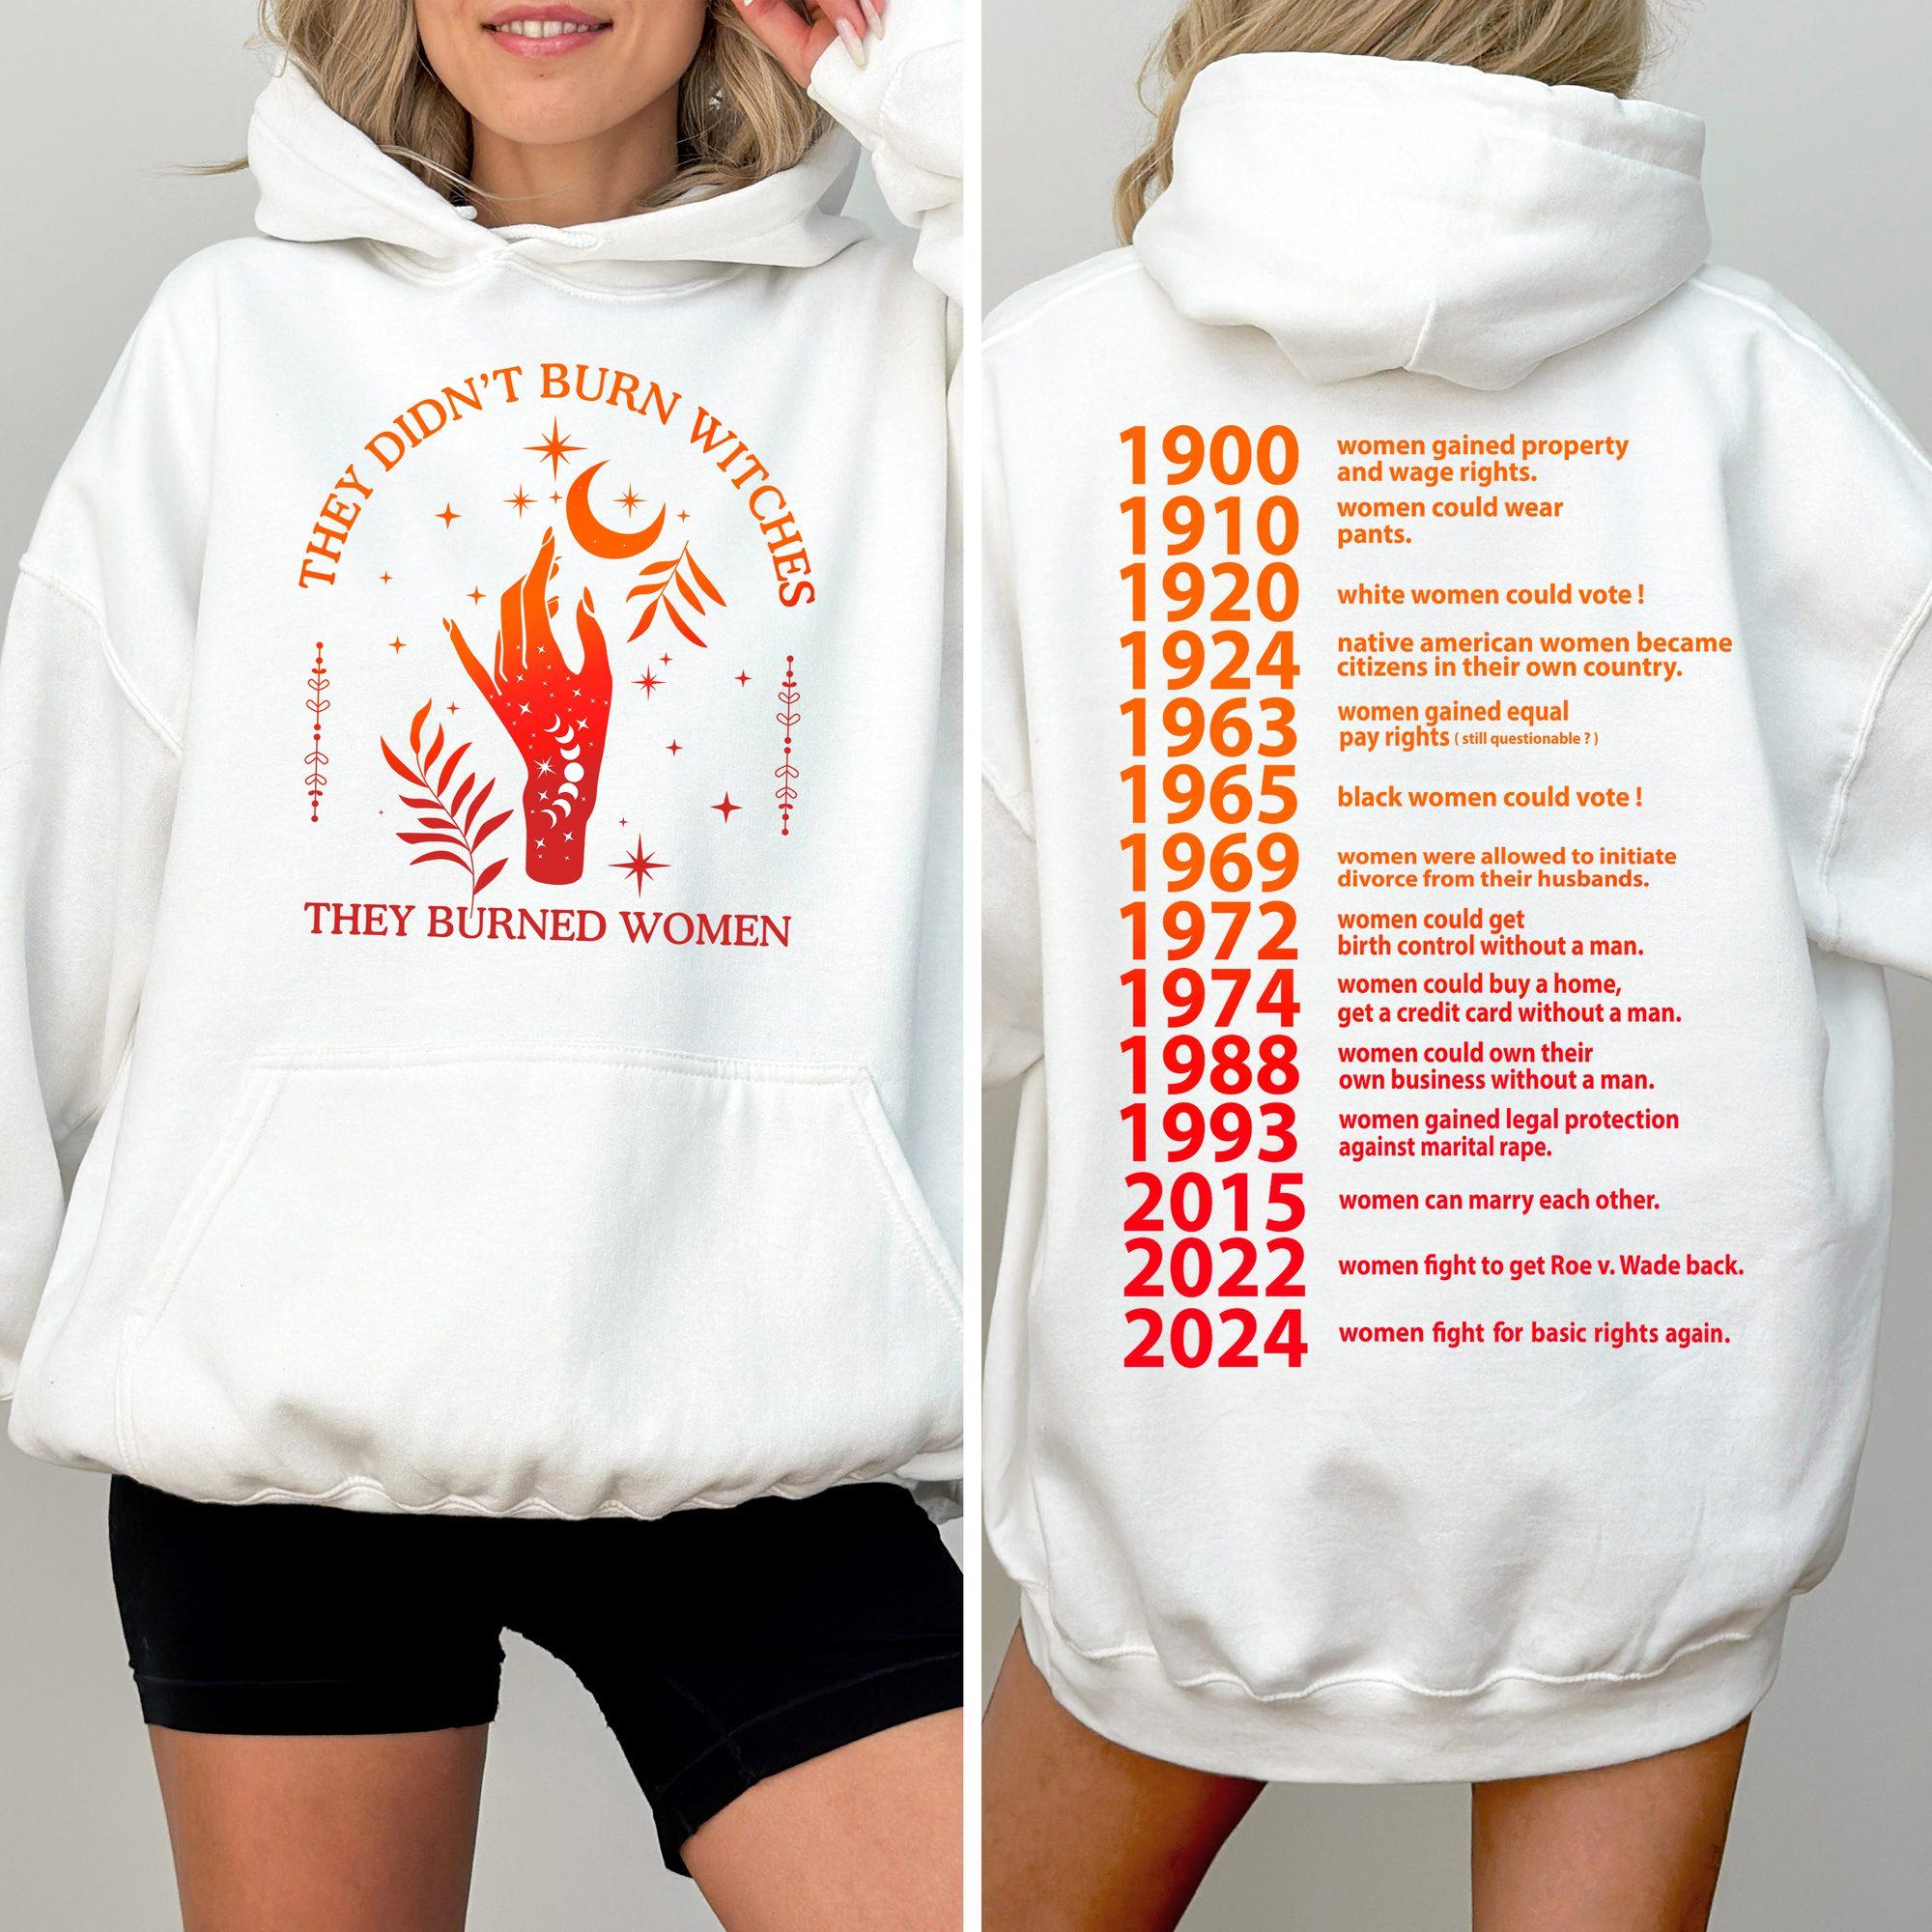 THEY DIDN'T BURN WITCHES
THEY BURNED WOMEN
1900 women gained property
and wage rights.
1910 women could wear
pants.
1920 white women could vote !
1924 native american women became
citizens in their own country.
1963 women gained equal
pay rights ( still questionable ? )
1965 black women could vote !
1969 women were allowed to initiate
divorce from their husbands.
1972 women could get
birth control without a man.
1974 women could buy a home,
get a credit card without a man.
1988 women could own their
own business without a man.
1993 women gained legal protection
against marital rape.
2015 women can marry each other.
2022 women fight to get Roe v. Wade back.
2024 women fight for basic rights again.